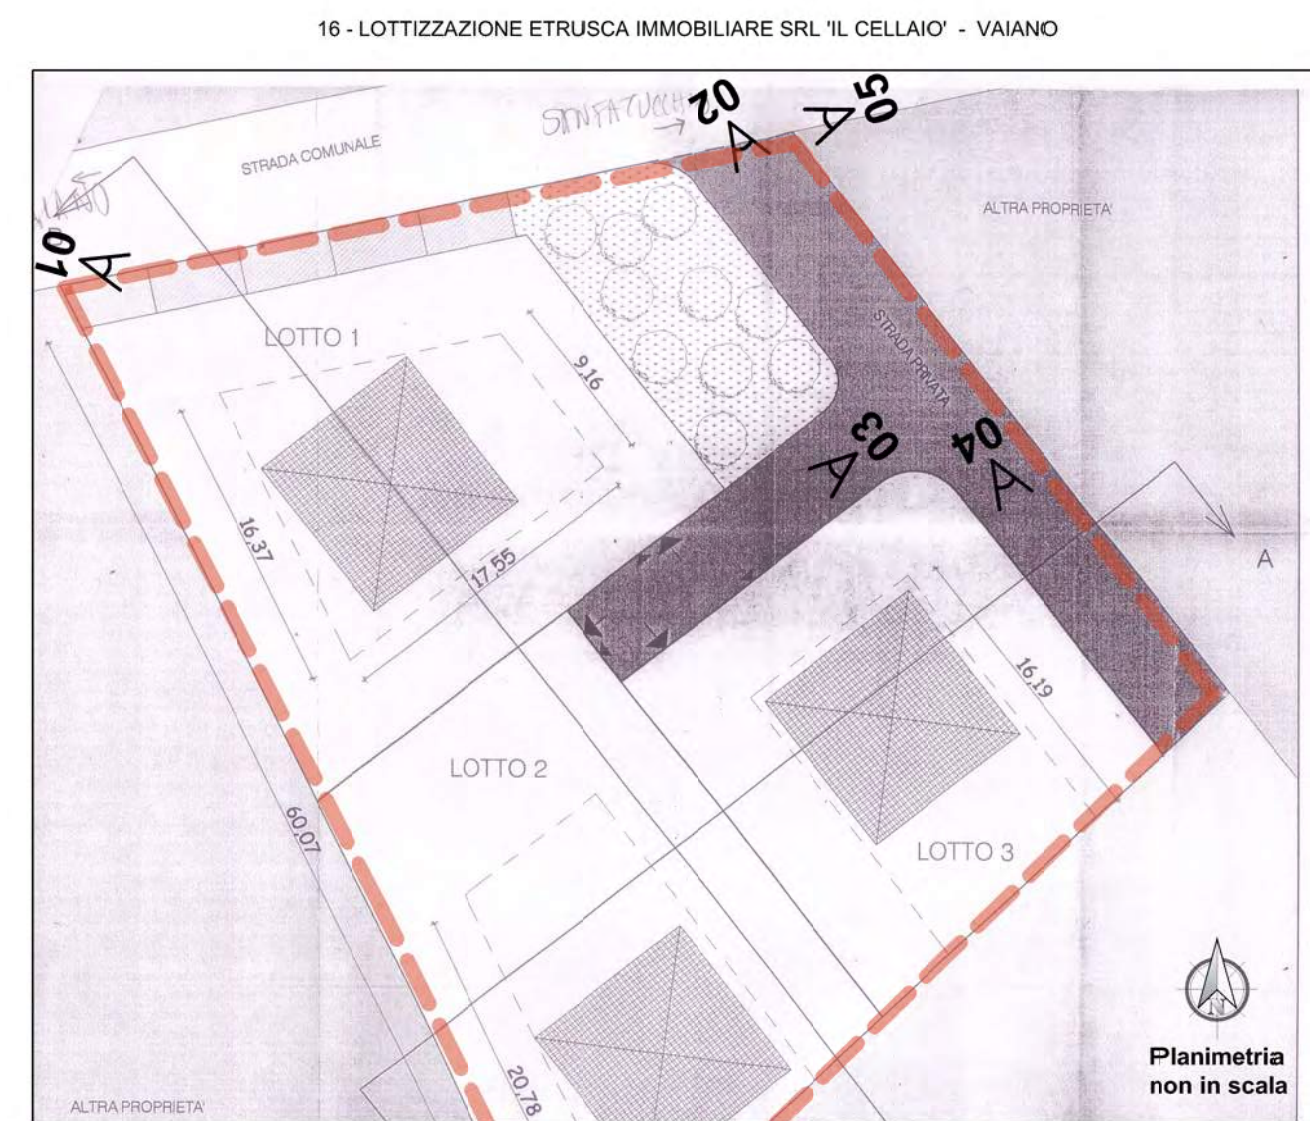 16 - LOTTIZZAZIONE ETRUSCA IMMOBILIARE SRL 'IL CELLAIO' - VAIANO
02
05
STRADA COMUNALE
ALTRA PROPRIETA'
01
LOTTO 1
STRADA PRIVATA
9,16
03
04
16,37
17,55
A
16,19
LOTTO 2
60,07
LOTTO 3
N
Planimetria
non in scala
20,78
ALTRA PROPRIETA'